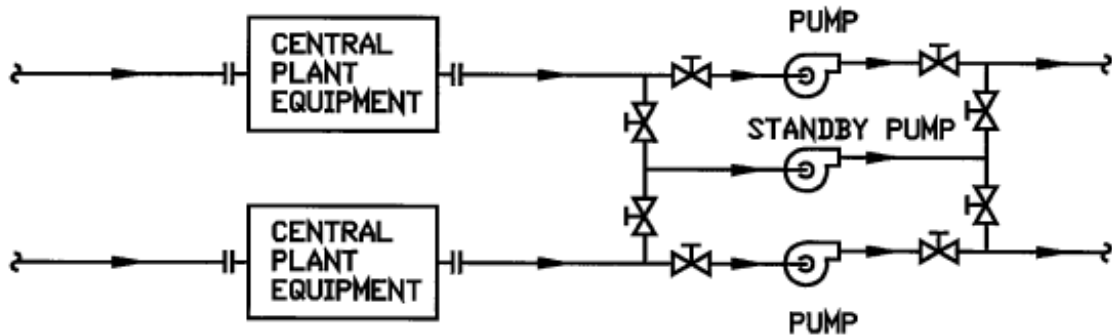 PUMP
CENTRAL
PLANT
EQUIPMENT
STANDBY PUMP
CENTRAL
PLANT
EQUIPMENT
PUMP